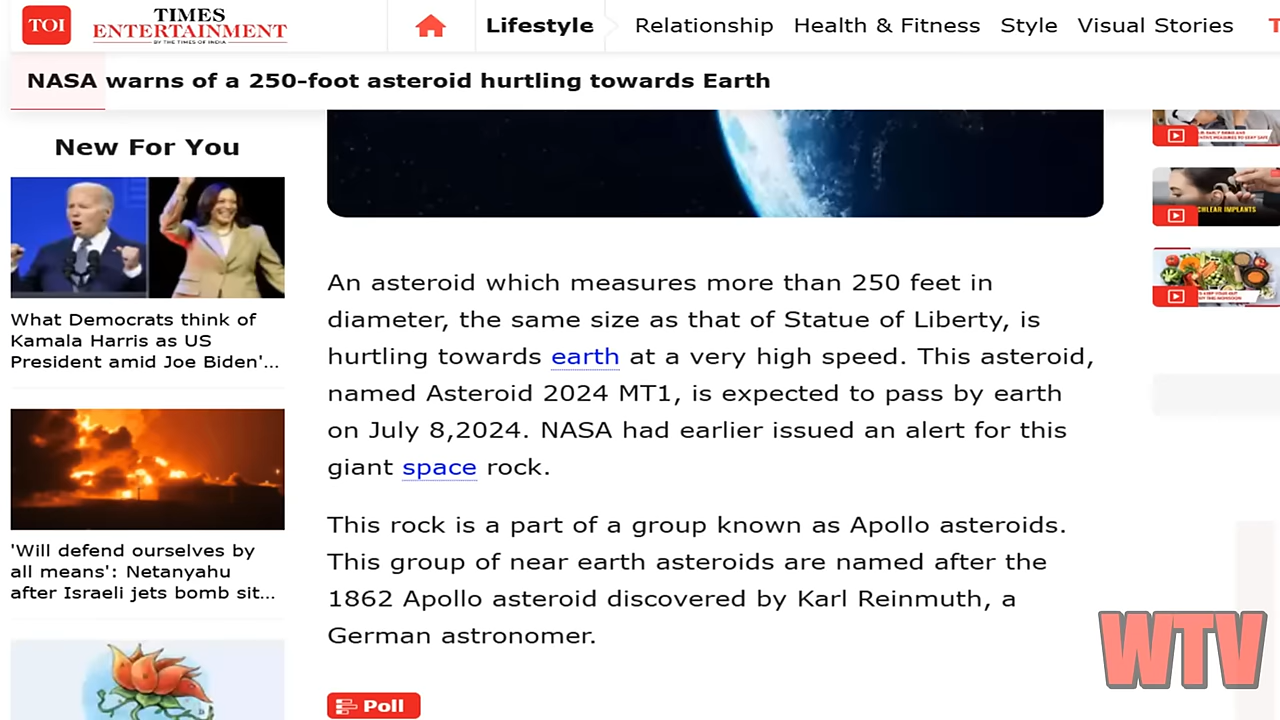 TOI
TIMES
ENTERTAINMENT
BY THE TIMES OF INDIA
Lifestyle
Relationship
Health & Fitness
Style
Visual Stories
NASA warns of a 250-foot asteroid hurtling towards Earth
New For You
What Democrats think of
Kamala Harris as US
President amid Joe Biden'...
'Will defend ourselves by
all means': Netanyahu
after Israeli jets bomb sit...
An asteroid which measures more than 250 feet in
diameter, the same size as that of Statue of Liberty, is
hurtling towards earth at a very high speed. This asteroid,
named Asteroid 2024 MT1, is expected to pass by earth
on July 8,2024. NASA had earlier issued an alert for this
giant space rock.
This rock is a part of a group known as Apollo asteroids.
This group of near earth asteroids are named after the
1862 Apollo asteroid discovered by Karl Reinmuth, a
German astronomer.
Poll
IMPLANTS
WTV